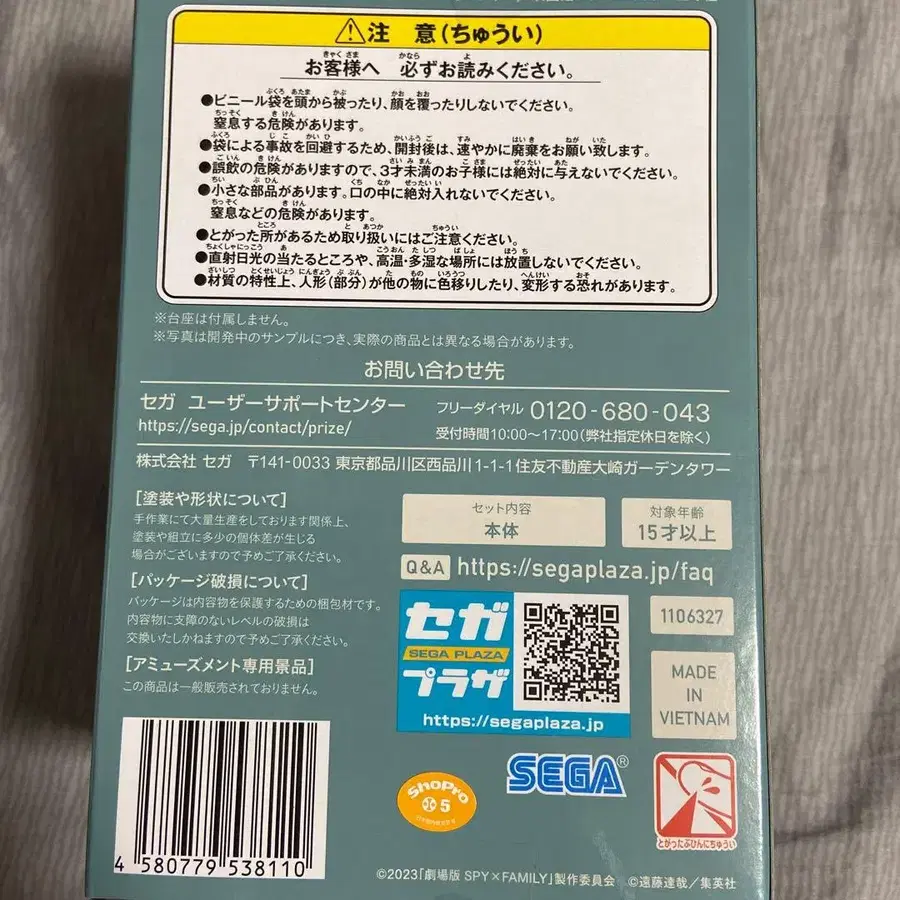 ⚠注 意(ちゅうい)
お客様へ 必ずお読みください。
●ビニール袋を頭から被ったり、顔を覆ったりしないでください。
窒息する危険があります。
●袋による事故を回避するため、開封後は、速やかに廃棄をお願い致します。
●誤飲の危険がありますので、3才未満のお子様には絶対に与えないでください。
●小さな部品があります。口の中に絶対入れないでください。
窒息などの危険があります。
●とがった所があるため取り扱いにはご注意ください。
●直射日光の当たるところや、高温・多湿な場所には放置しないでください。
●材質の特性上、人形(部分)が他の物に色移りしたり、変形する恐れがあります。
※台座は付属しません。
※写真は開発中のサンプルにつき、実際の商品とは異なる場合があります。
お問い合わせ先
セガ ユーザーサポートセンター フリーダイヤル 0120-680-043
https://sega.jp/contact/prize/ 受付時間10:00〜17:00(弊社指定休日を除く)
株式会社 セガ 〒141-0033 東京都品川区西品川1-1-1住友不動産大崎ガーデンタワー
[塗装や形状について]
手作業にて大量生産をしております関係上、
塗装や組立に多少の個体差が生じる
場合がございますので予めご了承ください。
[パッケージ破損について]
パッケージは内容物を保護するための梱包材です。
内容物に支障のないレベルの破損は
交換いたしかねますので予めご了承ください。
[アミューズメント専用景品]
この商品は一般販売されておりません。
セット内容
本体
対象年齢
15才以上
Q&A https://segaplaza.jp/faq
セガ
SEGA PLAZA
プラザ
https://segaplaza.jp
1106327
MADE
IN
VIETNAM
SEGA®
ShoPro
5
とがったぶひんにちゅうい
4 580779 538110
©2023「劇場版 SPY×FAMILY」製作委員会 ©遠藤達哉/集英社